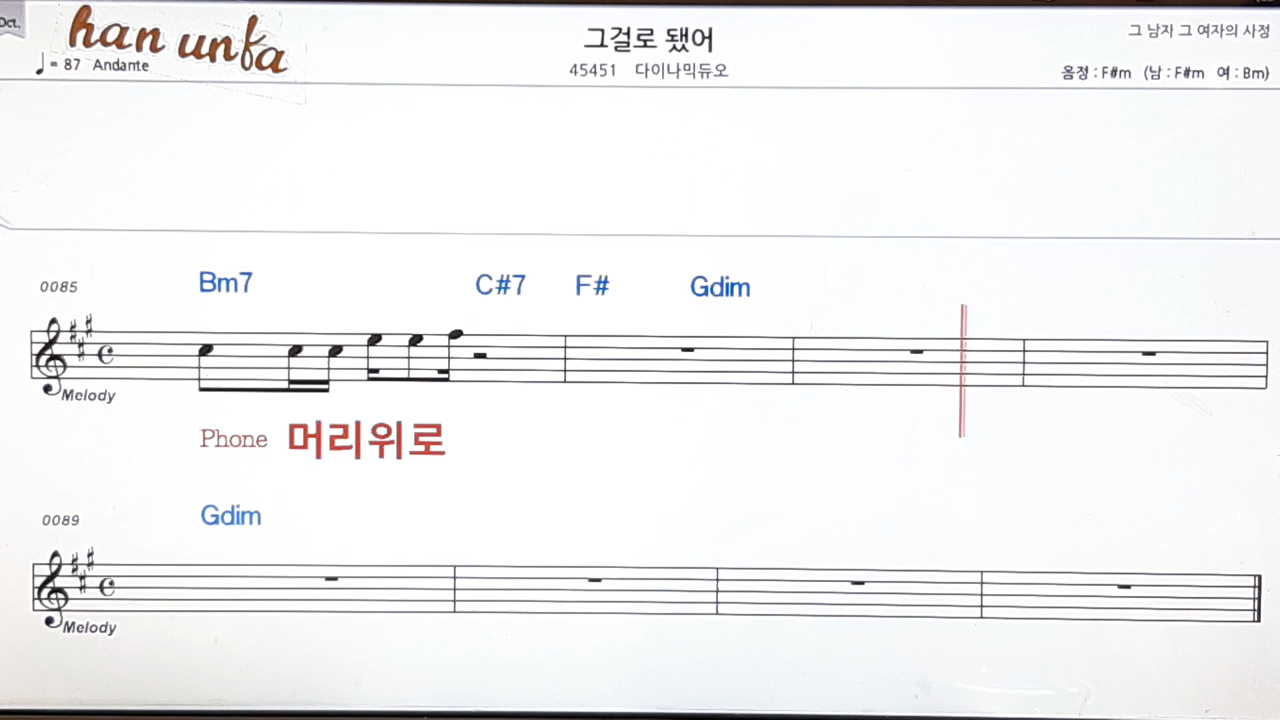 Oct.
han unfa
그 남자 그 여자의 사정
그걸로 됐어
♩= 87 Andante
45451 다이나믹듀오
음정 : F#m (남 : F#m 여 : Bm)
0085 Bm7 C#7 F# Gdim
Melody
Phone 머리위로
0089 Gdim
Melody